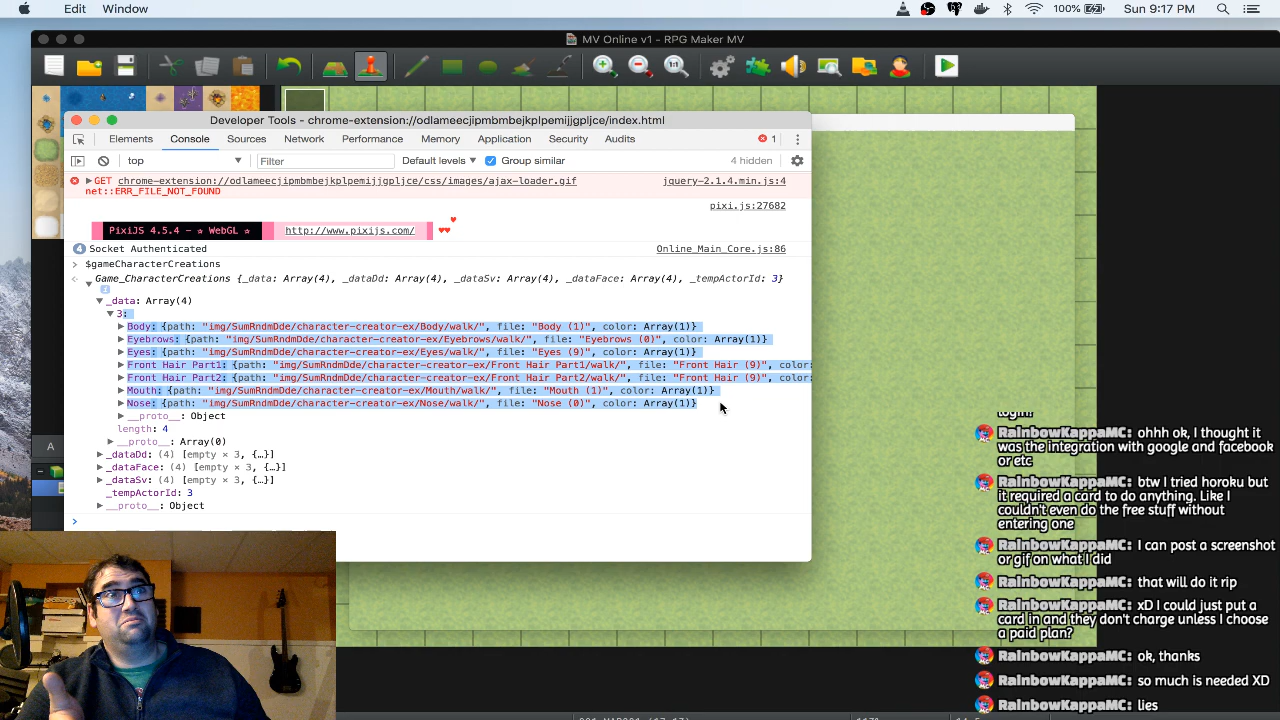 Edit Window
100% Sun 9:17 PM
MV Online v1 - RPG Maker MV
Developer Tools - chrome-extension://odlameecjipmbmbejkplpemijjgpljce/index.html
Elements Console Sources Network Performance Memory Application Security Audits 1
top Filter Default levels Group similar 4 hidden
GET chrome-extension://odlameecjipmbmbejkplpemijjgpljce/css/images/ajax-loader.gif jquery-2.1.4.min.js:4
net::ERR_FILE_NOT_FOUND
pixi.js:27682
PixiJS 4.5.4 - ✰ WebGL ✰ http://www.pixijs.com/ ♥♥♥
4 Socket Authenticated Online_Main_Core.js:86
> $gameCharacterCreations
Game_CharacterCreations {_data: Array(4), _dataDd: Array(4), _dataSv: Array(4), _dataFace: Array(4), _tempActorId: 3}
i
▼_data: Array(4)
▼3:
▶Body: {path: "img/SumRndmDde/character-creator-ex/Body/walk/", file: "Body (1)", color: Array(1)}
▶Eyebrows: {path: "img/SumRndmDde/character-creator-ex/Eyebrows/walk/", file: "Eyebrows (0)", color: Array(1)}
▶Eyes: {path: "img/SumRndmDde/character-creator-ex/Eyes/walk/", file: "Eyes (9)", color: Array(1)}
▶Front Hair Part1: {path: "img/SumRndmDde/character-creator-ex/Front Hair Part1/walk/", file: "Front Hair (9)", color:
▶Front Hair Part2: {path: "img/SumRndmDde/character-creator-ex/Front Hair Part2/walk/", file: "Front Hair (9)", color:
▶Mouth: {path: "img/SumRndmDde/character-creator-ex/Mouth/walk/", file: "Mouth (1)", color: Array(1)}
▶Nose: {path: "img/SumRndmDde/character-creator-ex/Nose/walk/", file: "Nose (0)", color: Array(1)}
▶__proto__: Object
length: 4
▶__proto__: Array(0)
▶_dataDd: (4) [empty × 3, {…}]
▶_dataFace: (4) [empty × 3, {…}]
▶_dataSv: (4) [empty × 3, {…}]
_tempActorId: 3
▶__proto__: Object
>
A
login!
RainbowKappaMC: ohhh ok, I thought it
was the integration with google and facebook
or etc
RainbowKappaMC: btw I tried horoku but
it required a card to do anything. Like I
couldn't even do the free stuff without
entering one
RainbowKappaMC: I can post a screenshot
or gif on what I did
RainbowKappaMC: that will do it rip
RainbowKappaMC: xD I could just put a
card in and they don't charge unless I choose
a paid plan?
RainbowKappaMC: ok, thanks
RainbowKappaMC: so much is needed XD
RainbowKappaMC: lies